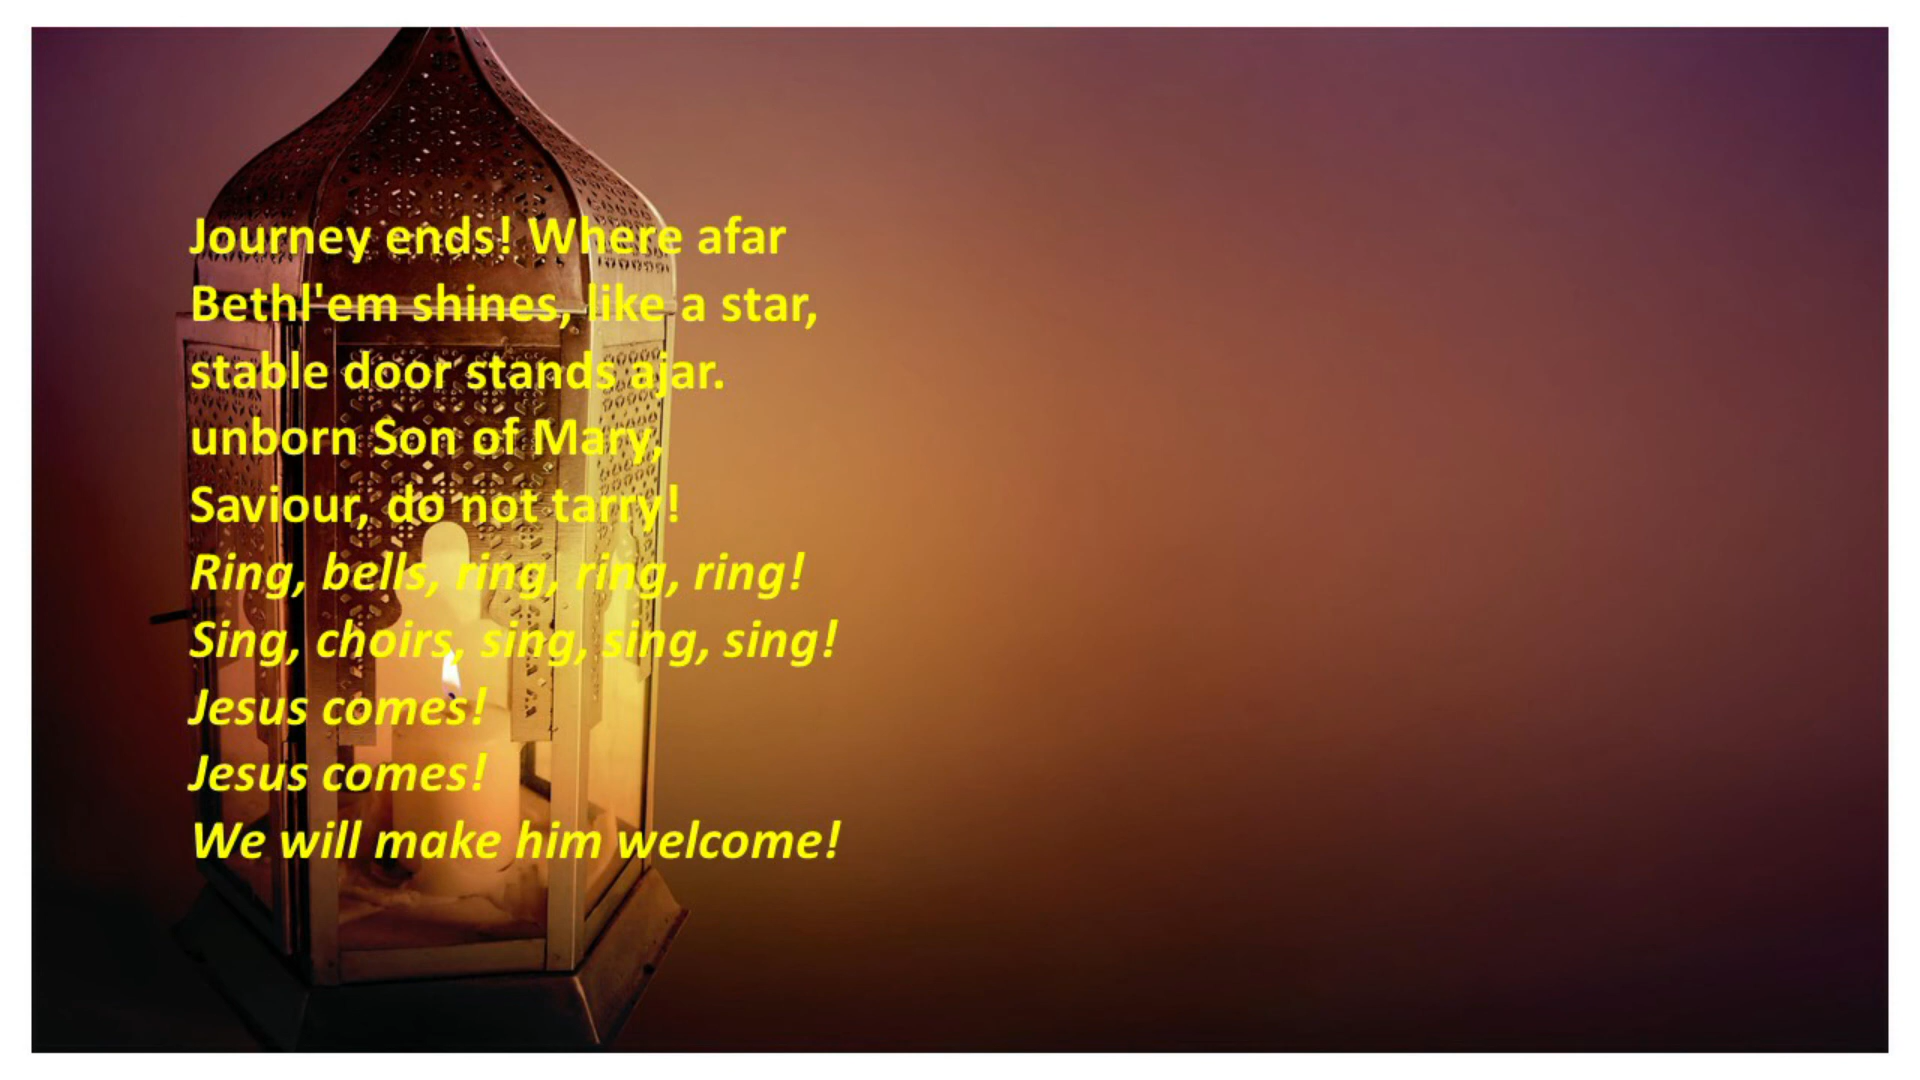 Journey ends! Where afar
Bethl'em shines, like a star,
stable door stands ajar.
unborn Son of Mary,
Saviour, do not tarry!
Ring, bells, ring, ring, ring!
Sing, choirs, sing, sing, sing!
Jesus comes!
Jesus comes!
We will make him welcome!